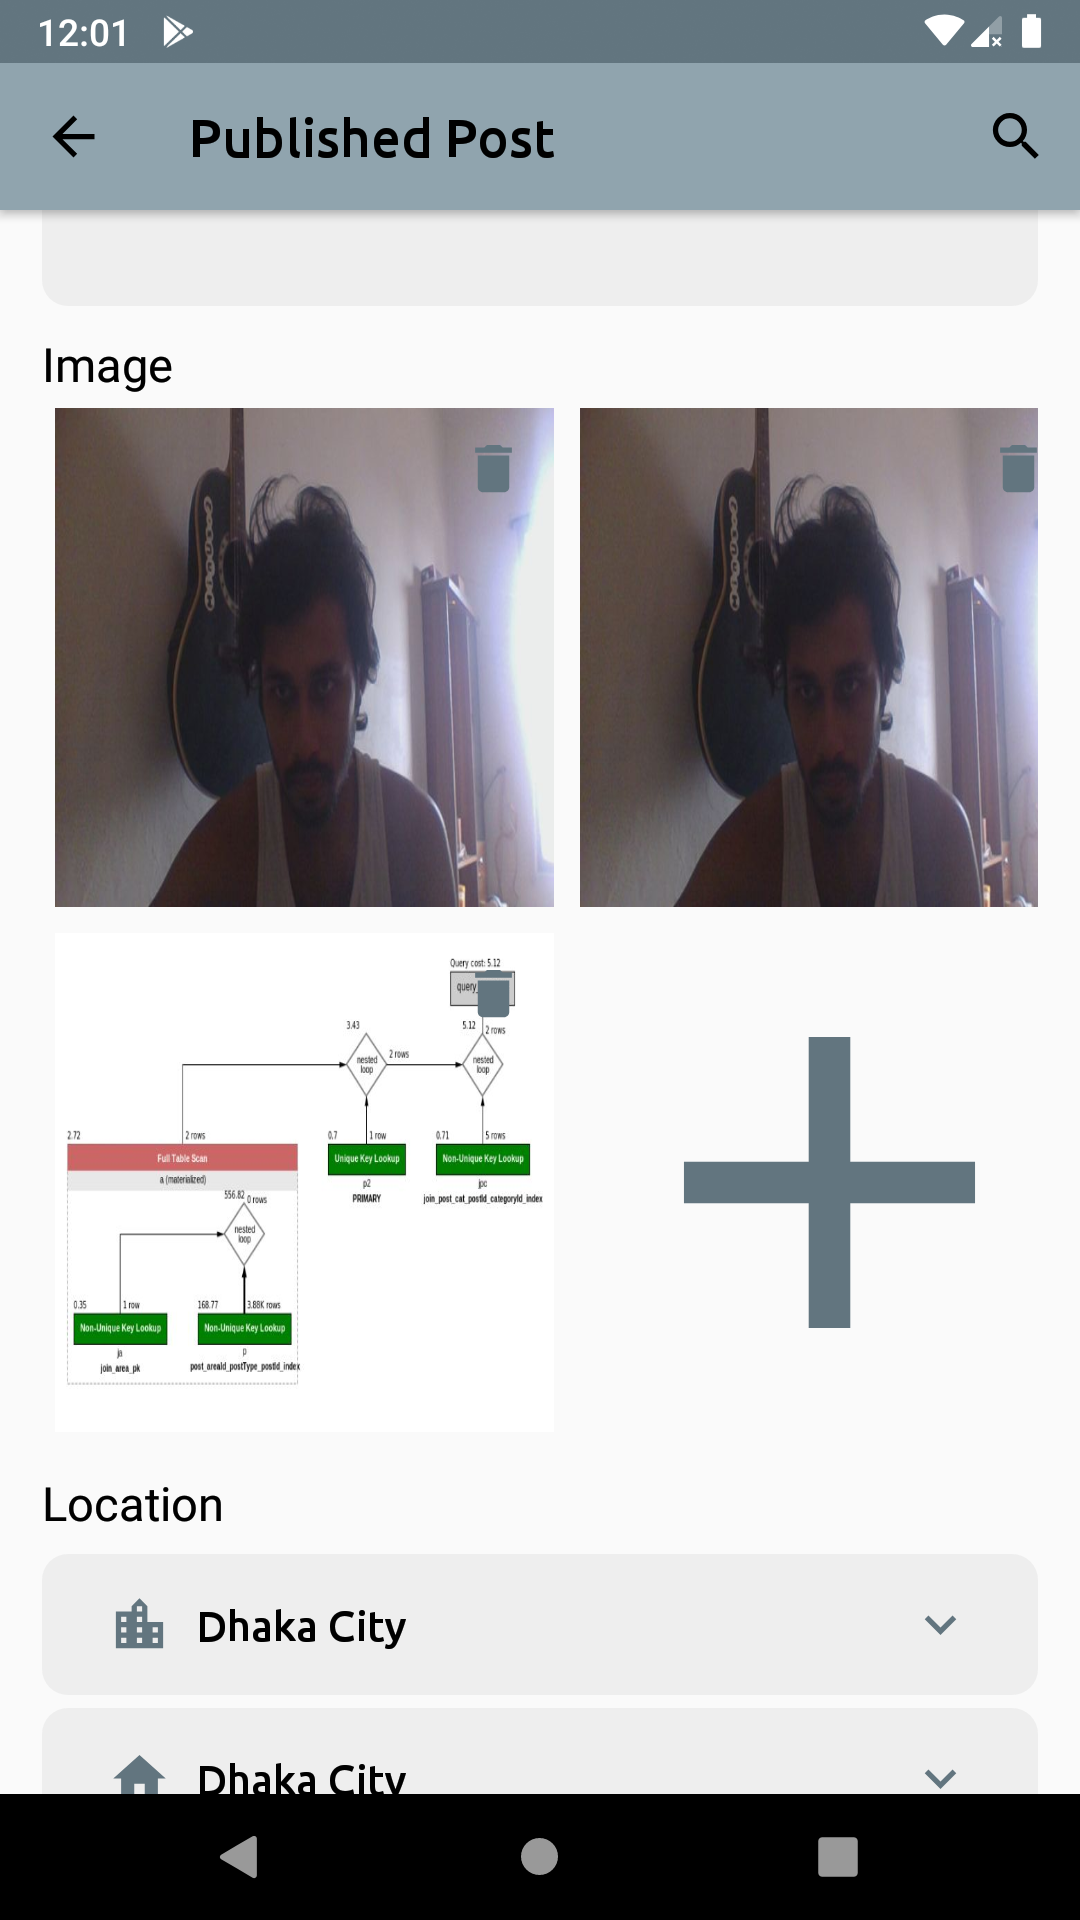 12:01
Published Post
Image
Query cost: 5.12
query_
3.43
5.12
2 rows
2 rows
nested
loop
nested
loop
2.72
2 rows
0.7
1 row
0.71
5 rows
Full Table Scan
Unique Key Lookup
Non-Unique Key Lookup
a (materialized)
p2
jpc
PRIMARY
join_post_cat_postId_categoryId_index
556.82
0 rows
nested
loop
0.35
1 row
168.77
3.88K rows
Non-Unique Key Lookup
Non-Unique Key Lookup
ja
p
join_area_pk
post_areaId_postType_postId_index
Location
Dhaka City
Dhaka City